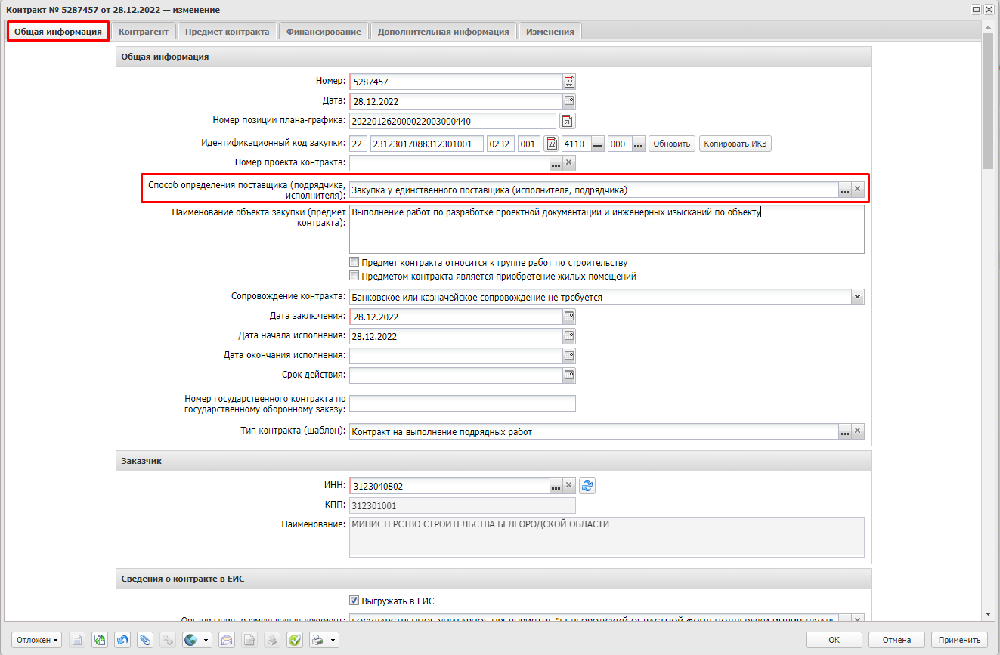 Контракт № 5287457 от 28.12.2022 — изменение
Общая информация Контрагент Предмет контракта Финансирование Дополнительная информация Изменения
Общая информация
Номер: 5287457
Дата: 28.12.2022
Номер позиции плана-графика: 202201262000022003000440
Идентификационный код закупки: 22 23123017088312301001 0232 001 4110 ... 000 ... Обновить Копировать ИКЗ
Номер проекта контракта: ...
Способ определения поставщика (подрядчика,
исполнителя): Закупка у единственного поставщика (исполнителя, подрядчика) ...
Наименование объекта закупки (предмет
контракта): Выполнение работ по разработке проектной документации и инженерных изысканий по объекту
Предмет контракта относится к группе работ по строительству
Предметом контракта является приобретение жилых помещений
Сопровождение контракта: Банковское или казначейское сопровождение не требуется
Дата заключения: 28.12.2022
Дата начала исполнения: 28.12.2022
Дата окончания исполнения:
Срок действия:
Номер государственного контракта по
государственному оборонному заказу:
Тип контракта (шаблон): Контракт на выполнение подрядных работ ...
Заказчик
ИНН: 3123040802 ...
КПП: 312301001
Наименование: МИНИСТЕРСТВО СТРОИТЕЛЬСТВА БЕЛГОРОДСКОЙ ОБЛАСТИ
Сведения о контракте в ЕИС
Выгружать в ЕИС
Организация, размещающая документ: ГОСУДАРСТВЕННОЕ УНИТАРНОЕ ПРЕДПРИЯТИЕ "БЕЛГОРОДСКИЙ ОБЛАСТНОЙ ФОНД ПОДДЕРЖКИ ИНДИВИДУАЛЬ
Отложен ОК Отмена Применить